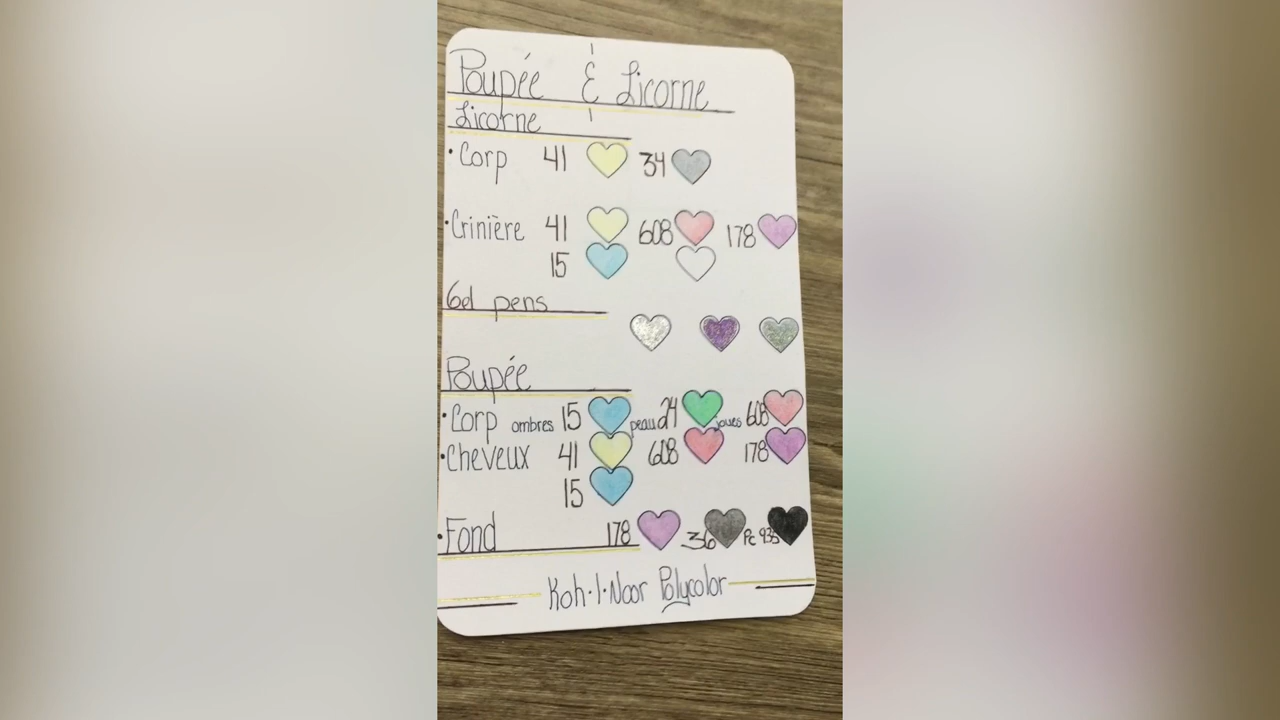 Poupée & Licorne
Licorne
• Corp 41 34
• Crinière 41 608 178
15
Gel pens
Poupée
• Corp ombres 15 peau 24 joues 608
• Cheveux 41 608 178
15
• Fond 178 36 Pc 935
Koh•I•Noor Polycolor